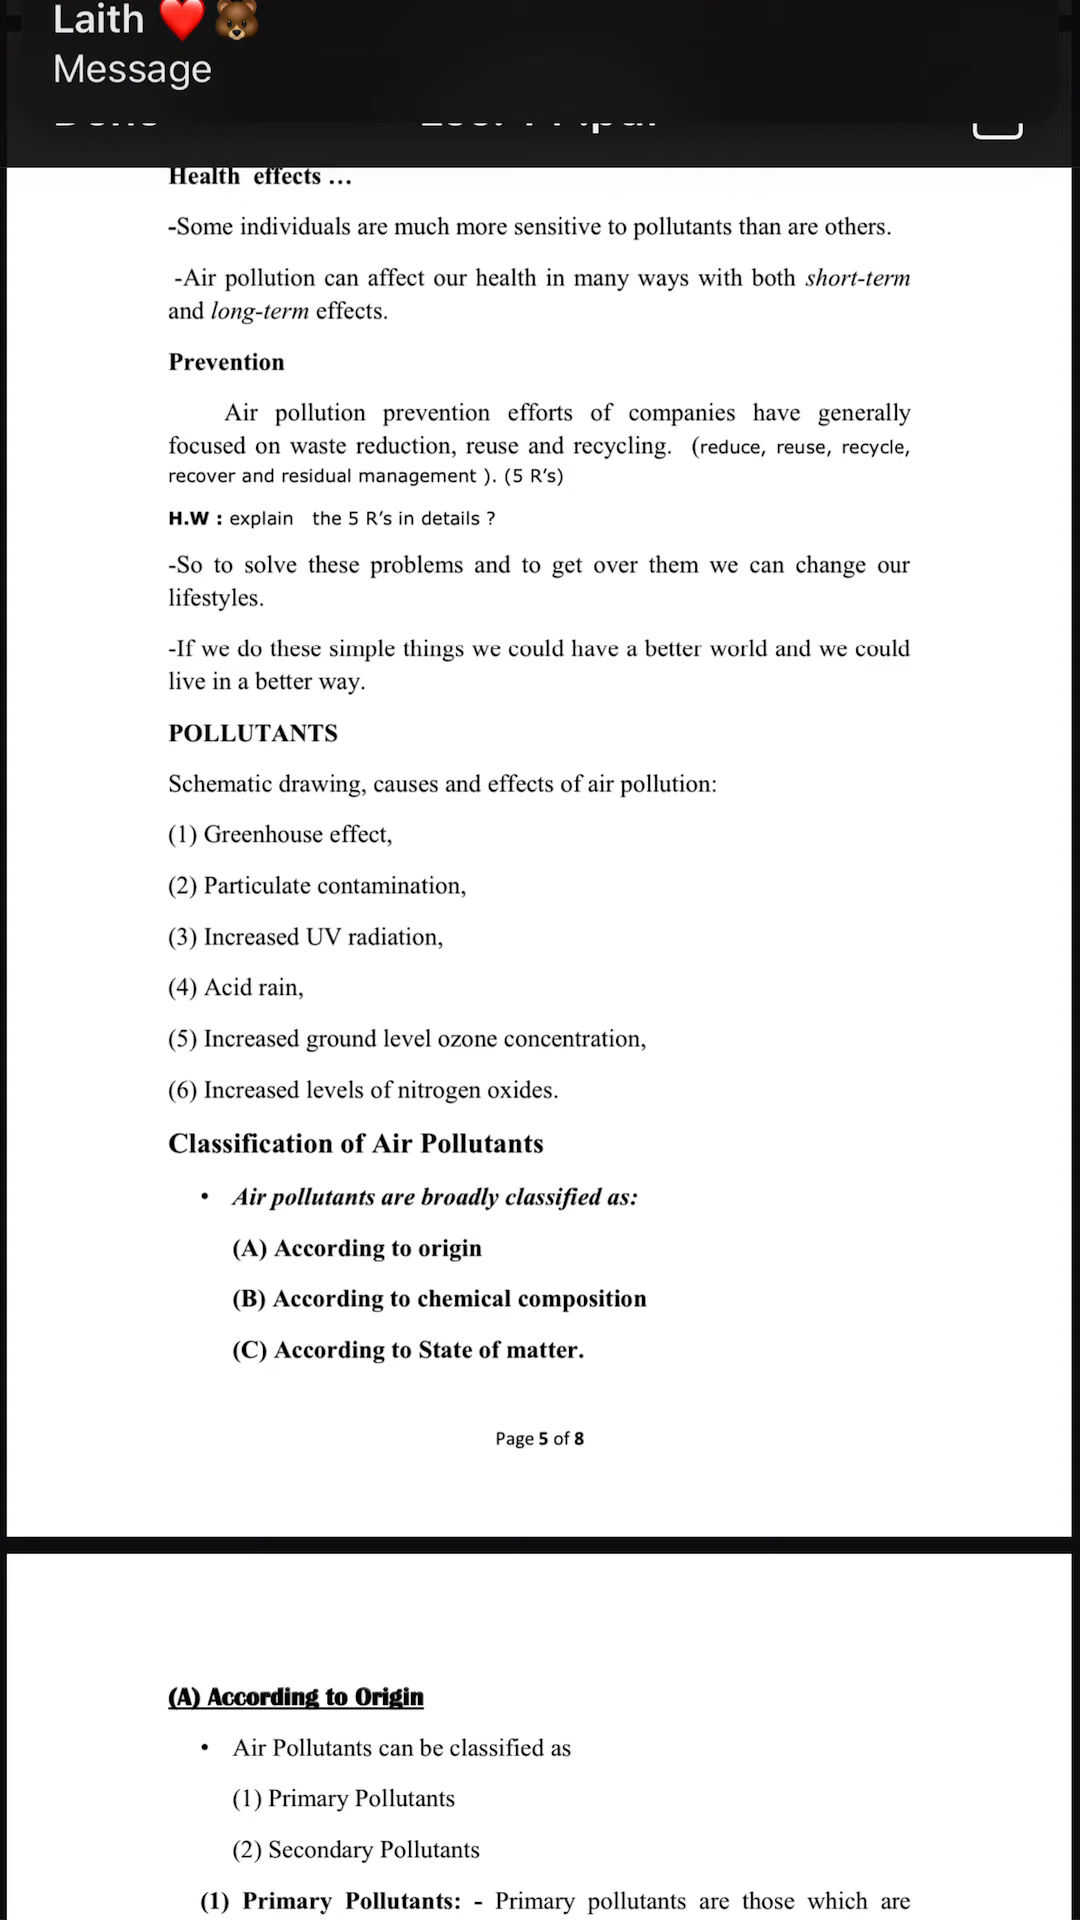 Laith ❤️🐻
Message
Health effects ...
-Some individuals are much more sensitive to pollutants than are others.
-Air pollution can affect our health in many ways with both short-term
and long-term effects.
Prevention
Air pollution prevention efforts of companies have generally
focused on waste reduction, reuse and recycling. (reduce, reuse, recycle,
recover and residual management ). (5 R’s)
H.W : explain the 5 R’s in details ?
-So to solve these problems and to get over them we can change our
lifestyles.
-If we do these simple things we could have a better world and we could
live in a better way.
POLLUTANTS
Schematic drawing, causes and effects of air pollution:
(1) Greenhouse effect,
(2) Particulate contamination,
(3) Increased UV radiation,
(4) Acid rain,
(5) Increased ground level ozone concentration,
(6) Increased levels of nitrogen oxides.
Classification of Air Pollutants
• Air pollutants are broadly classified as:
(A) According to origin
(B) According to chemical composition
(C) According to State of matter.
Page 5 of 8
(A) According to Origin
• Air Pollutants can be classified as
(1) Primary Pollutants
(2) Secondary Pollutants
(1) Primary Pollutants: - Primary pollutants are those which are